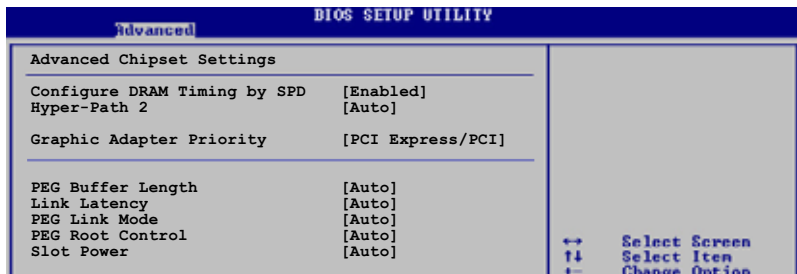 BIOS SETUP UTILITY
Advanced
Advanced Chipset Settings
Configure DRAM Timing by SPD [Enabled]
Hyper-Path 2 [Auto]
Graphic Adapter Priority [PCI Express/PCI]
PEG Buffer Length [Auto]
Link Latency [Auto]
PEG Link Mode [Auto]
PEG Root Control [Auto]
Slot Power [Auto]
↔ Select Screen
↑↓ Select Item
+- Change Option